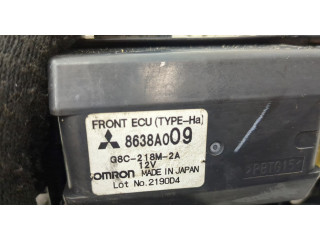 FRONT ECU (TYPE-Ha)
8638A009
G8C-218M-2A
12V
OMRON MADE IN JAPAN
Lot No. 2190D4